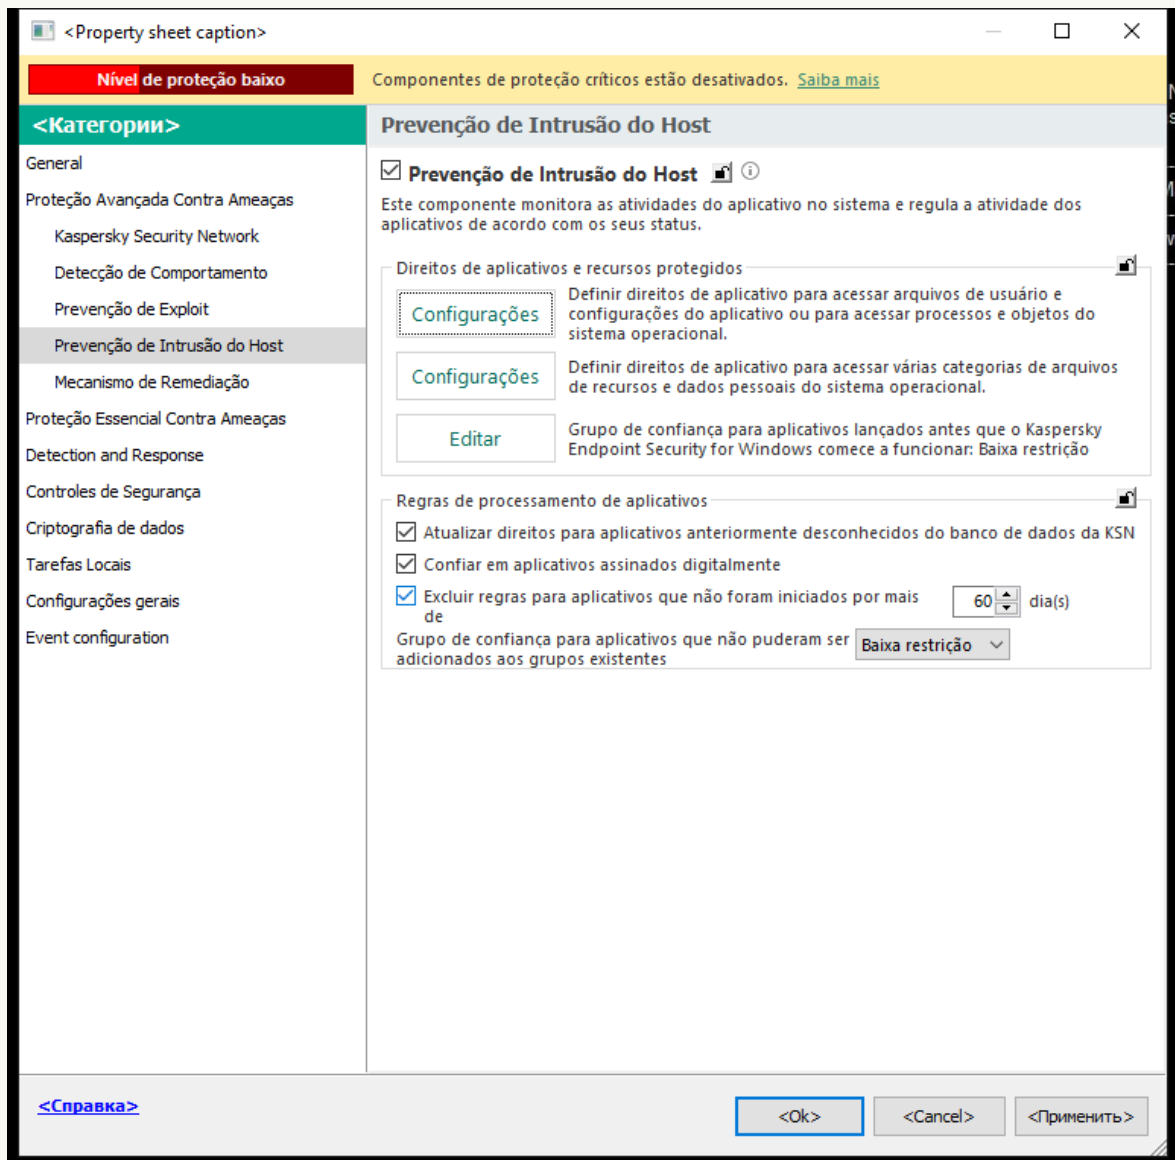 <Property sheet caption>
Nível de proteção baixo
Componentes de proteção críticos estão desativados. Saiba mais
<Категории>
General
Proteção Avançada Contra Ameaças
Kaspersky Security Network
Detecção de Comportamento
Prevenção de Exploit
Prevenção de Intrusão do Host
Mecanismo de Remediação
Proteção Essencial Contra Ameaças
Detection and Response
Controles de Segurança
Criptografia de dados
Tarefas Locais
Configurações gerais
Event configuration
Prevenção de Intrusão do Host
Prevenção de Intrusão do Host
Este componente monitora as atividades do aplicativo no sistema e regula a atividade dos
aplicativos de acordo com os seus status.
Direitos de aplicativos e recursos protegidos
Configurações
Definir direitos de aplicativo para acessar arquivos de usuário e
configurações do aplicativo ou para acessar processos e objetos do
sistema operacional.
Configurações
Definir direitos de aplicativo para acessar várias categorias de arquivos
de recursos e dados pessoais do sistema operacional.
Editar
Grupo de confiança para aplicativos lançados antes que o Kaspersky
Endpoint Security for Windows comece a funcionar: Baixa restrição
Regras de processamento de aplicativos
Atualizar direitos para aplicativos anteriormente desconhecidos do banco de dados da KSN
Confiar em aplicativos assinados digitalmente
Excluir regras para aplicativos que não foram iniciados por mais
de
60 dia(s)
Grupo de confiança para aplicativos que não puderam ser
adicionados aos grupos existentes
Baixa restrição
<Справка>
<Ok>
<Cancel>
<Применить>